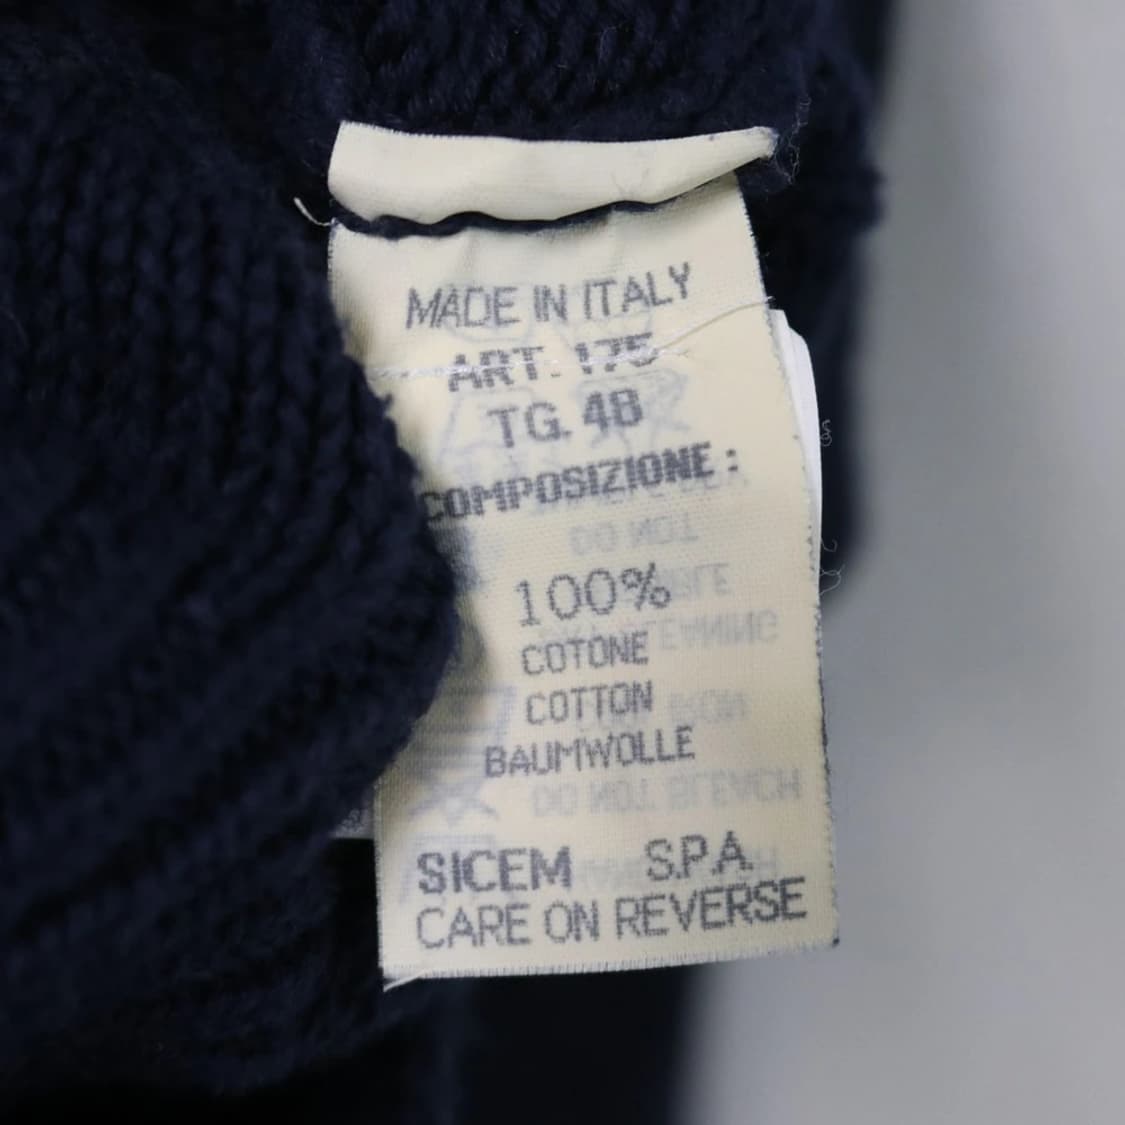 MADE IN ITALY
ART. 175
TG. 48
COMPOSIZIONE :
100%
COTONE
COTTON
BAUMWOLLE
SICEM S.P.A.
CARE ON REVERSE